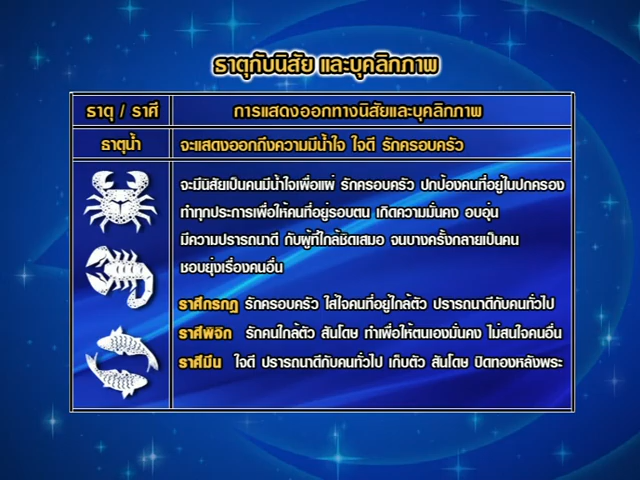 ธาตุกับนิสัย และบุคลิกภาพ
ธาตุ / ราศี การแสดงออกทางนิสัยและบุคลิกภาพ
ธาตุน้ำ จะแสดงออกถึงความมีน้ำใจ ใจดี รักครอบครัว
จะมีนิสัยเป็นคนมีน้ำใจเผื่อแผ่ รักครอบครัว ปกป้องคนที่อยู่ในปกครอง
ทำทุกประการเพื่อให้คนที่อยู่รอบตน เกิดความมั่นคง อบอุ่น
มีความปรารถนาดี กับผู้ที่ใกล้ชิดเสมอ จนบางครั้งกลายเป็นคน
ชอบยุ่งเรื่องคนอื่น
ราศีกรกฎ รักครอบครัว ใส่ใจคนที่อยู่ใกล้ตัว ปรารถนาดีกับคนทั่วไป
ราศีพิจิก รักคนใกล้ตัว สันโดษ ทำเพื่อให้ตนเองมั่นคง ไม่สนใจคนอื่น
ราศีมีน ใจดี ปรารถนาดีกับคนทั่วไป เก็บตัว สันโดษ ปิดทองหลังพระ